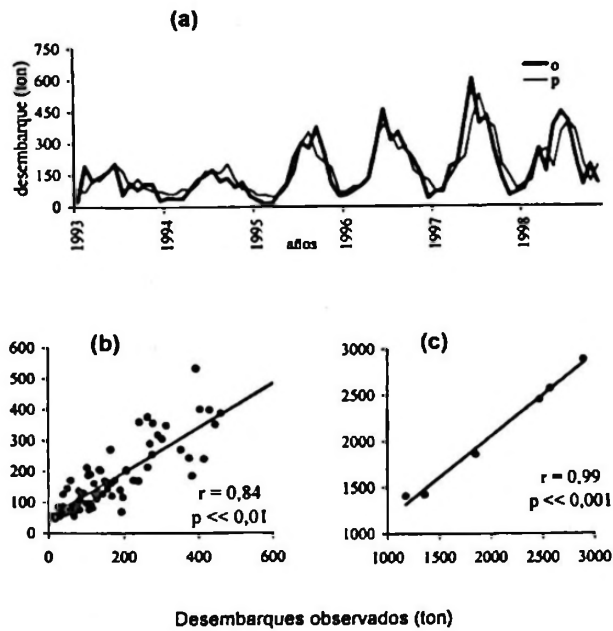 (a)
desembarque (ton)
750
600
450
300
150
0
o
p
1993
1994
1995
1996
1997
1998
años
(b)
600
500
400
300
200
100
0
0
200
400
600
r = 0,84
p << 0,01
(c)
3000
2500
2000
1500
1000
1000
1500
2000
2500
3000
r = 0,99
p << 0,001
Desembarques observados (ton)